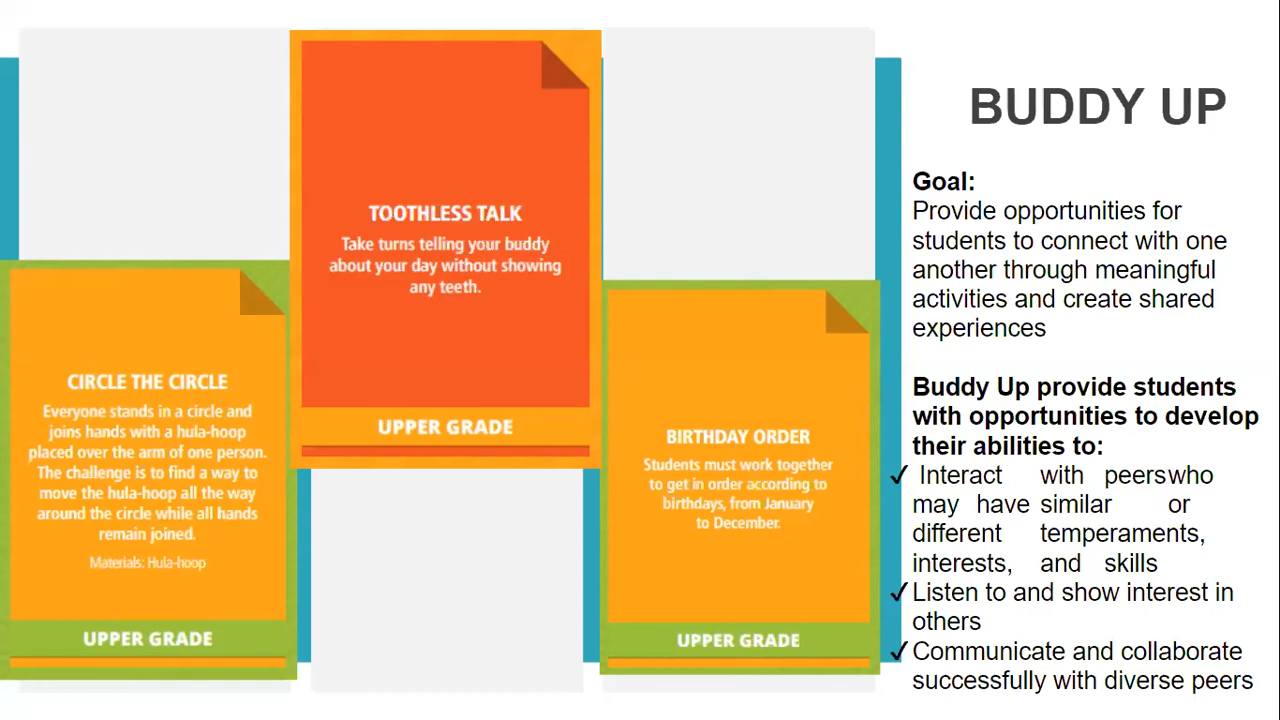 TOOTHLESS TALK
Take turns telling your buddy
about your day without showing
any teeth.
UPPER GRADE
CIRCLE THE CIRCLE
Everyone stands in a circle and
joins hands with a hula-hoop
placed over the arm of one person.
The challenge is to find a way to
move the hula-hoop all the way
around the circle while all hands
remain joined.
Materials: Hula-hoop
UPPER GRADE
BIRTHDAY ORDER
Students must work together
to get in order according to
birthdays, from January
to December.
UPPER GRADE
BUDDY UP
Goal:
Provide opportunities for
students to connect with one
another through meaningful
activities and create shared
experiences
Buddy Up provide students
with opportunities to develop
their abilities to:
✓ Interact with peers who
may have similar or
different temperaments,
interests, and skills
✓ Listen to and show interest in
others
✓ Communicate and collaborate
successfully with diverse peers